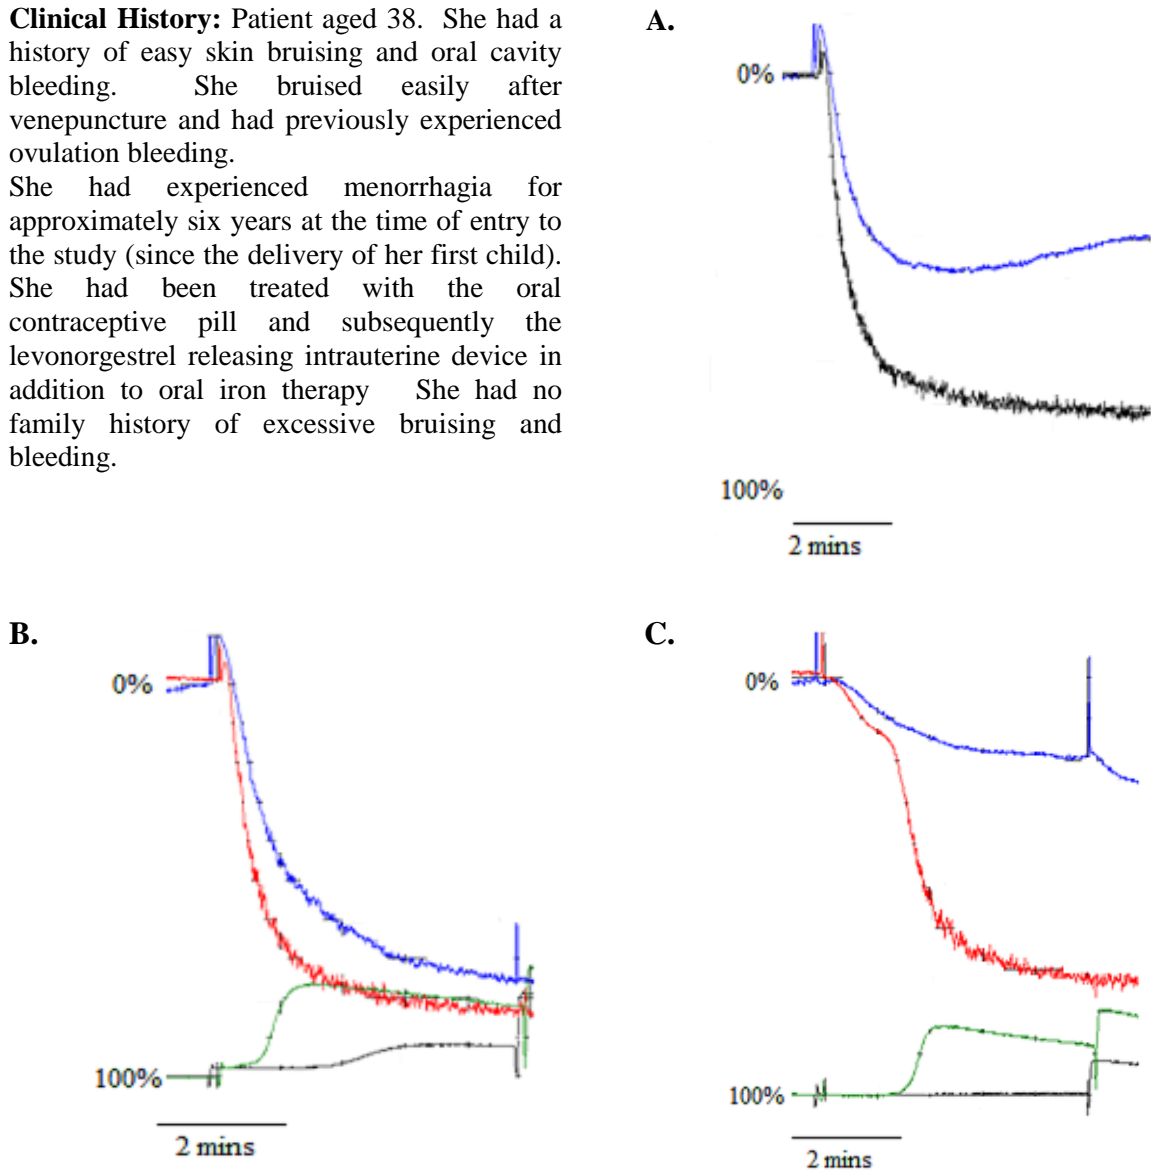 Clinical History: Patient aged 38. She had a
history of easy skin bruising and oral cavity
bleeding. She bruised easily after
venepuncture and had previously experienced
ovulation bleeding.
She had experienced menorrhagia for
approximately six years at the time of entry to
the study (since the delivery of her first child).
She had been treated with the oral
contraceptive pill and subsequently the
levonorgestrel releasing intrauterine device in
addition to oral iron therapy She had no
family history of excessive bruising and
bleeding.
A.
0%
100%
2 mins
B.
0%
100%
2 mins
C.
0%
100%
2 mins